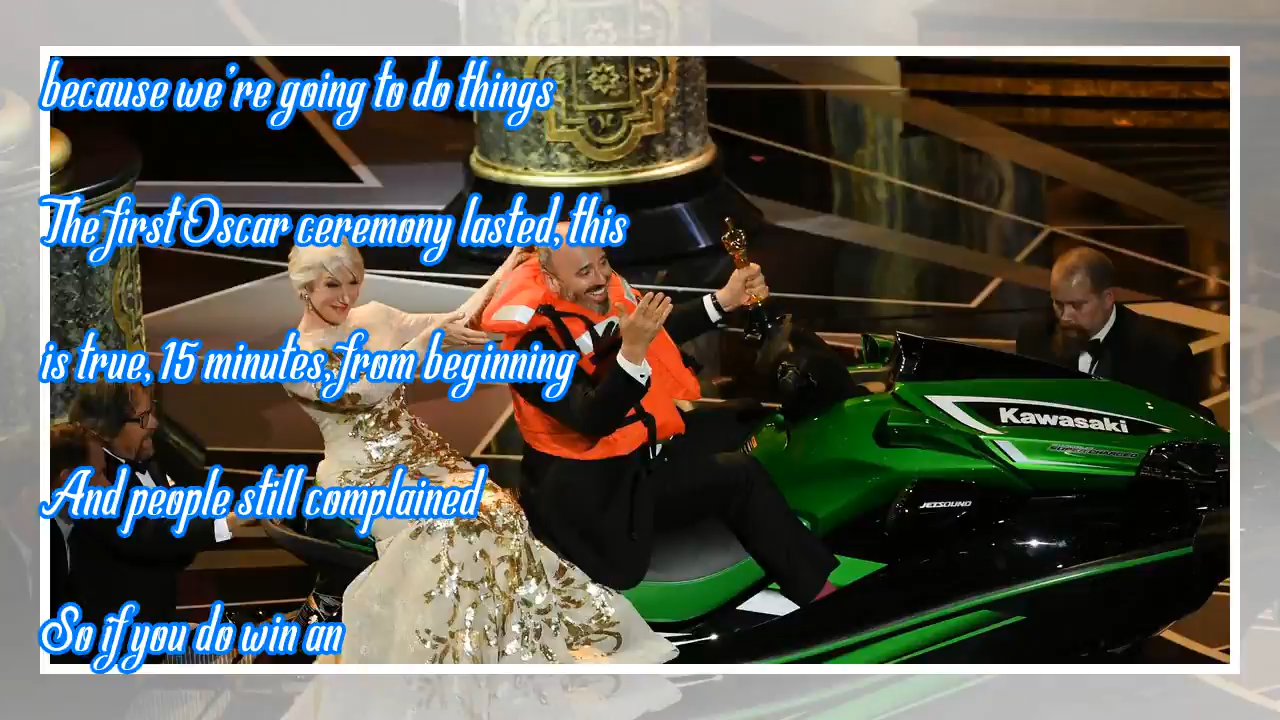 because we're going to do things
The first Oscar ceremony lasted, this
is true, 15 minutes, from beginning
And people still complained
So if you do win an
Kawasaki
SUPERCHARGED
JETSOUND